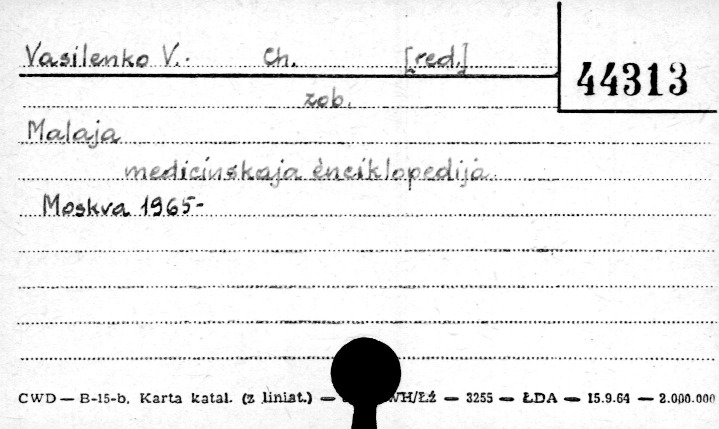 Vasilenko V. Ch. [red.]
44313
zob.
Malaja
medicinskaja ènciklopedija.
Moskva 1965-
CWD — B-15-b. Karta katal. (z liniat.) — WH/ŁŻ — 3255 — ŁDA — 15.9.64 — 2.000.000